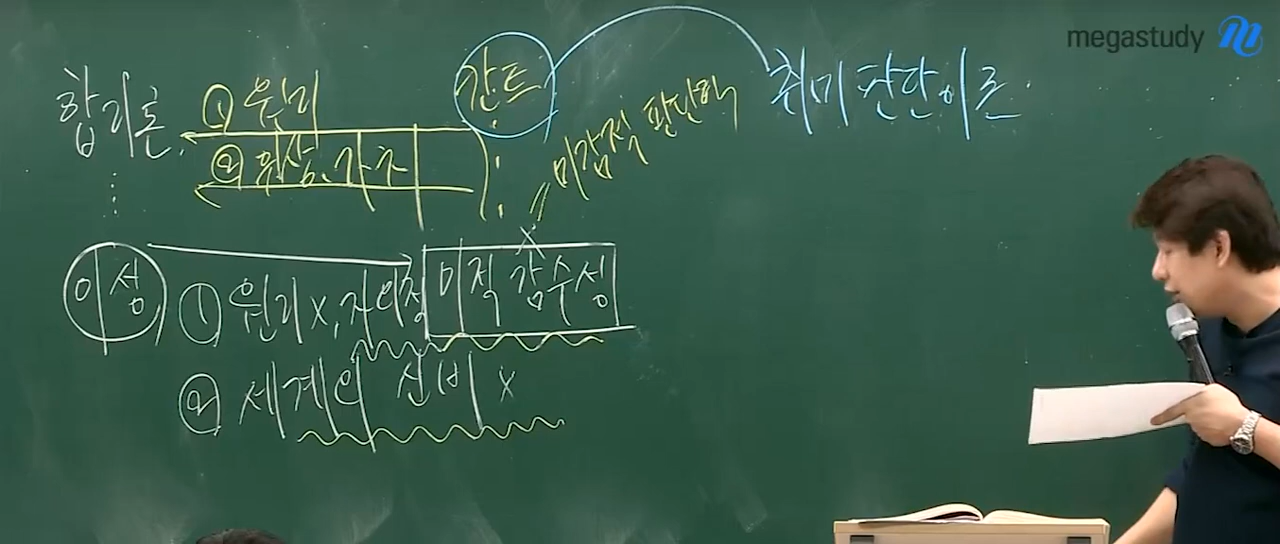 megastudy
합리론.
① 원리
② 위상, 가치
칸트
미감적 판단력
취미 판단 이론
이성
① 원리 X, 자의적 미적 감수성 X
② 세계의 신비 X